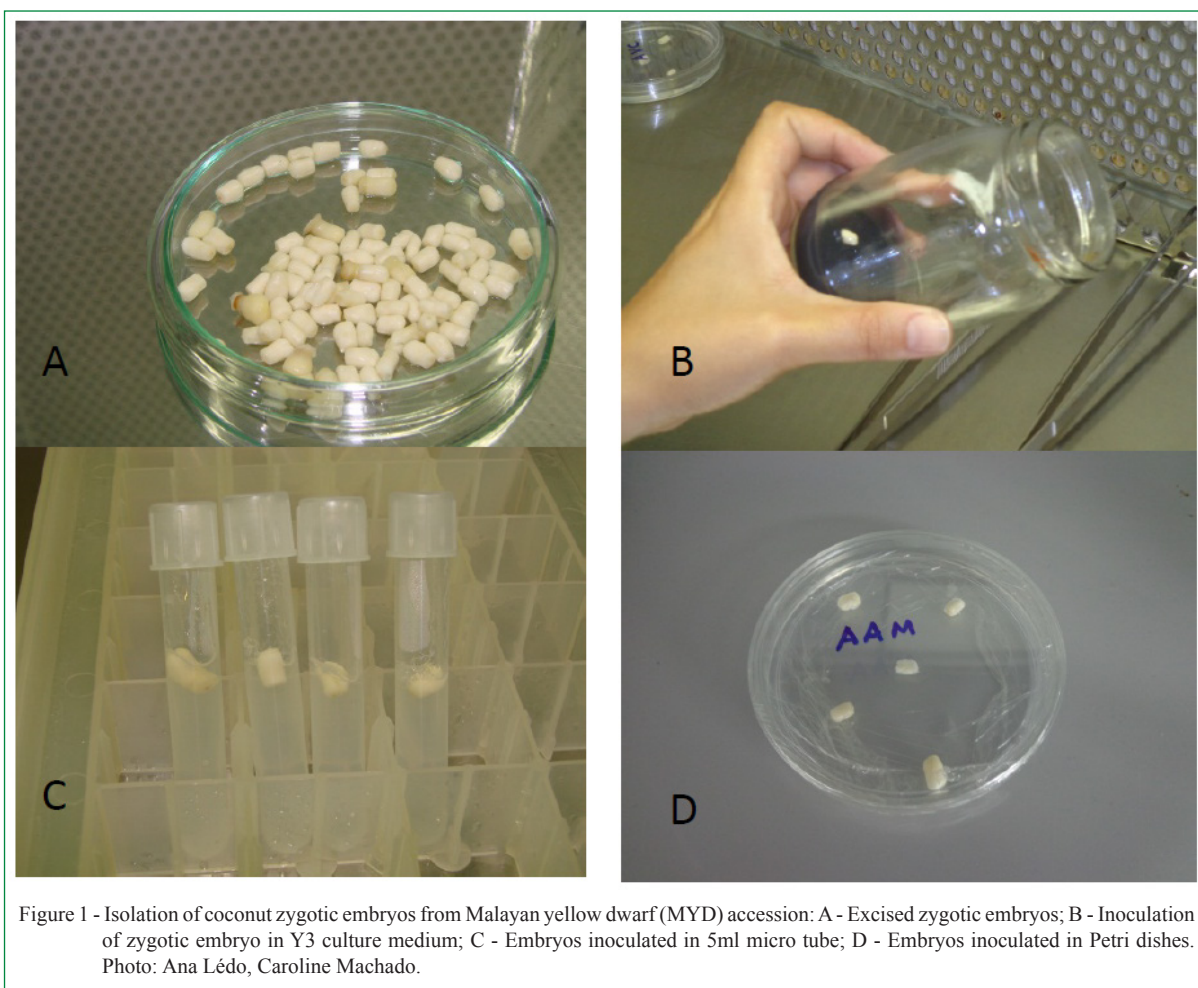 A
B
C
AAM
D
Figure 1 - Isolation of coconut zygotic embryos from Malayan yellow dwarf (MYD) accession: A - Excised zygotic embryos; B - Inoculation
of zygotic embryo in Y3 culture medium; C - Embryos inoculated in 5ml micro tube; D - Embryos inoculated in Petri dishes.
Photo: Ana Lédo, Caroline Machado.